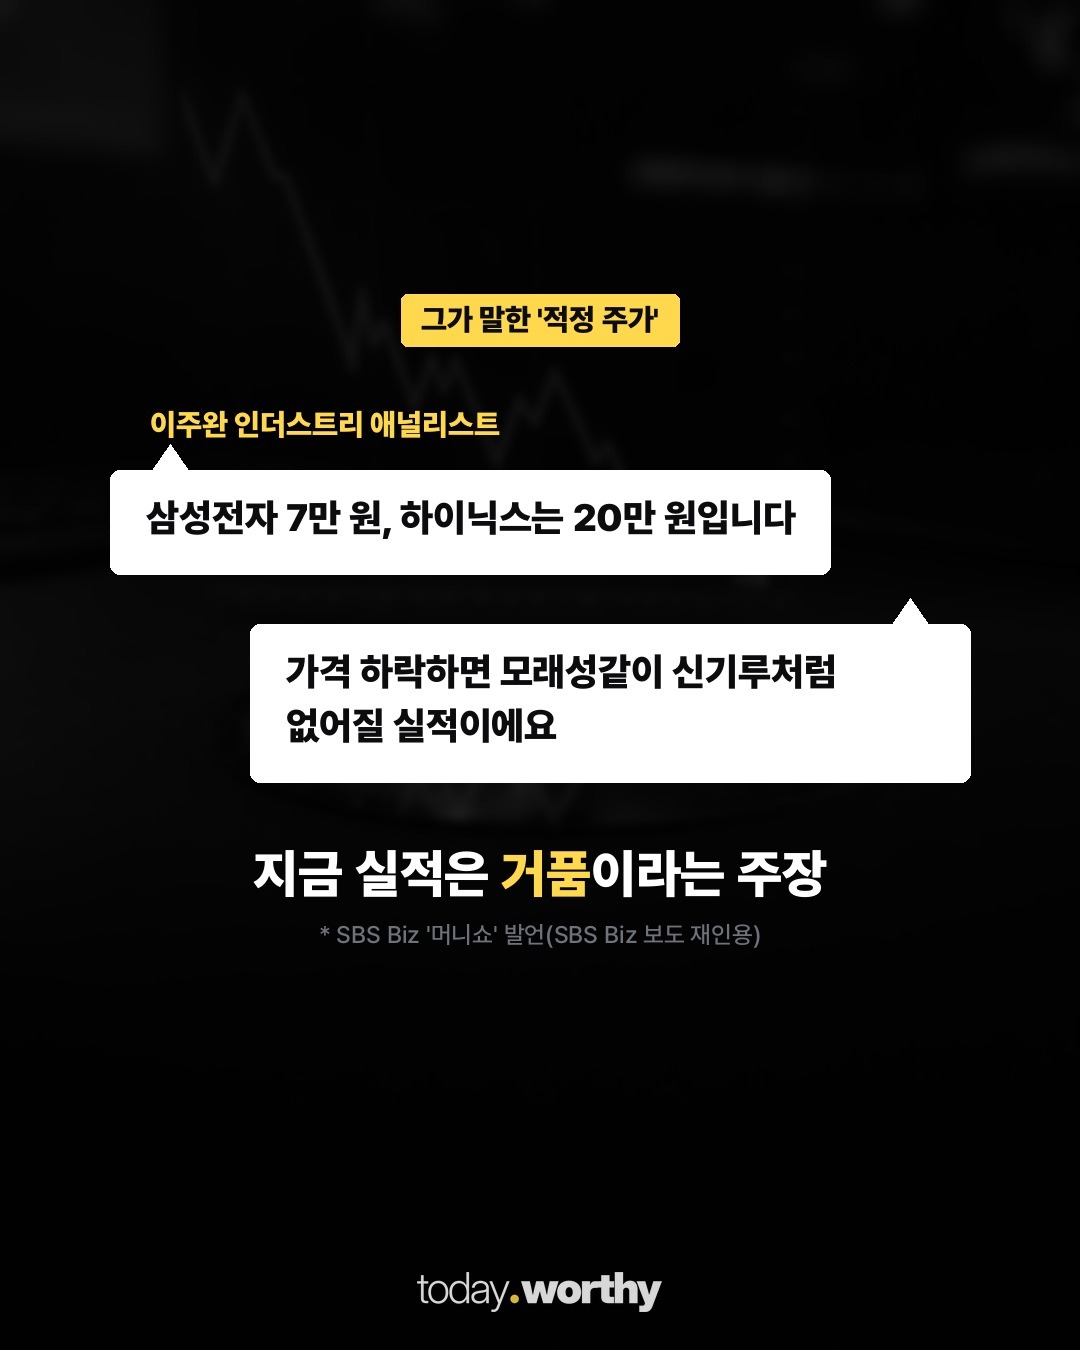 그가 말한 '적정 주가'
이주완 인더스트리 애널리스트
삼성전자 7만 원, 하이닉스는 20만 원입니다
가격 하락하면 모래성같이 신기루처럼
없어질 실적이에요
지금 실적은 거품이라는 주장
* SBS Biz '머니쇼' 발언(SBS Biz 보도 재인용)
today.worthy